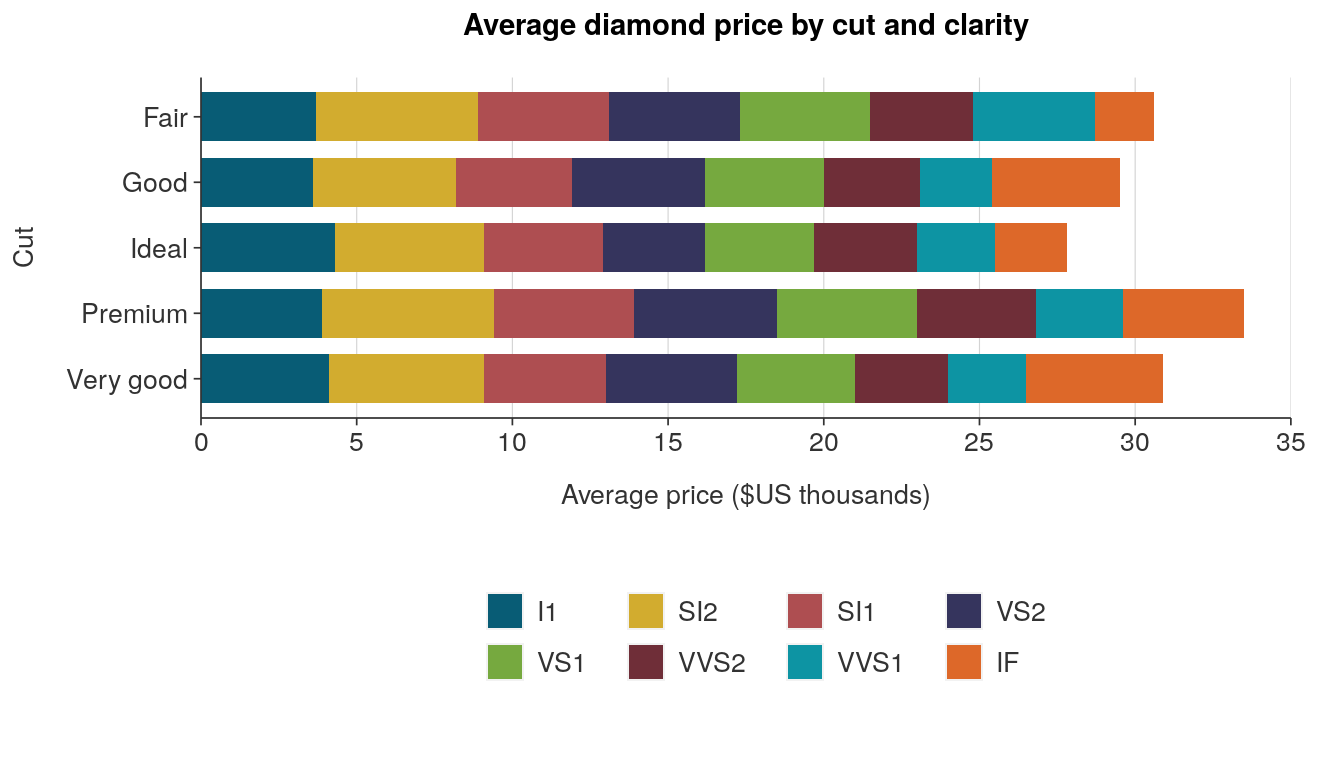 Average diamond price by cut and clarity
Cut
Fair
Good
Ideal
Premium
Very good
0 5 10 15 20 25 30 35
Average price ($US thousands)
I1 SI2 SI1 VS2
VS1 VVS2 VVS1 IF